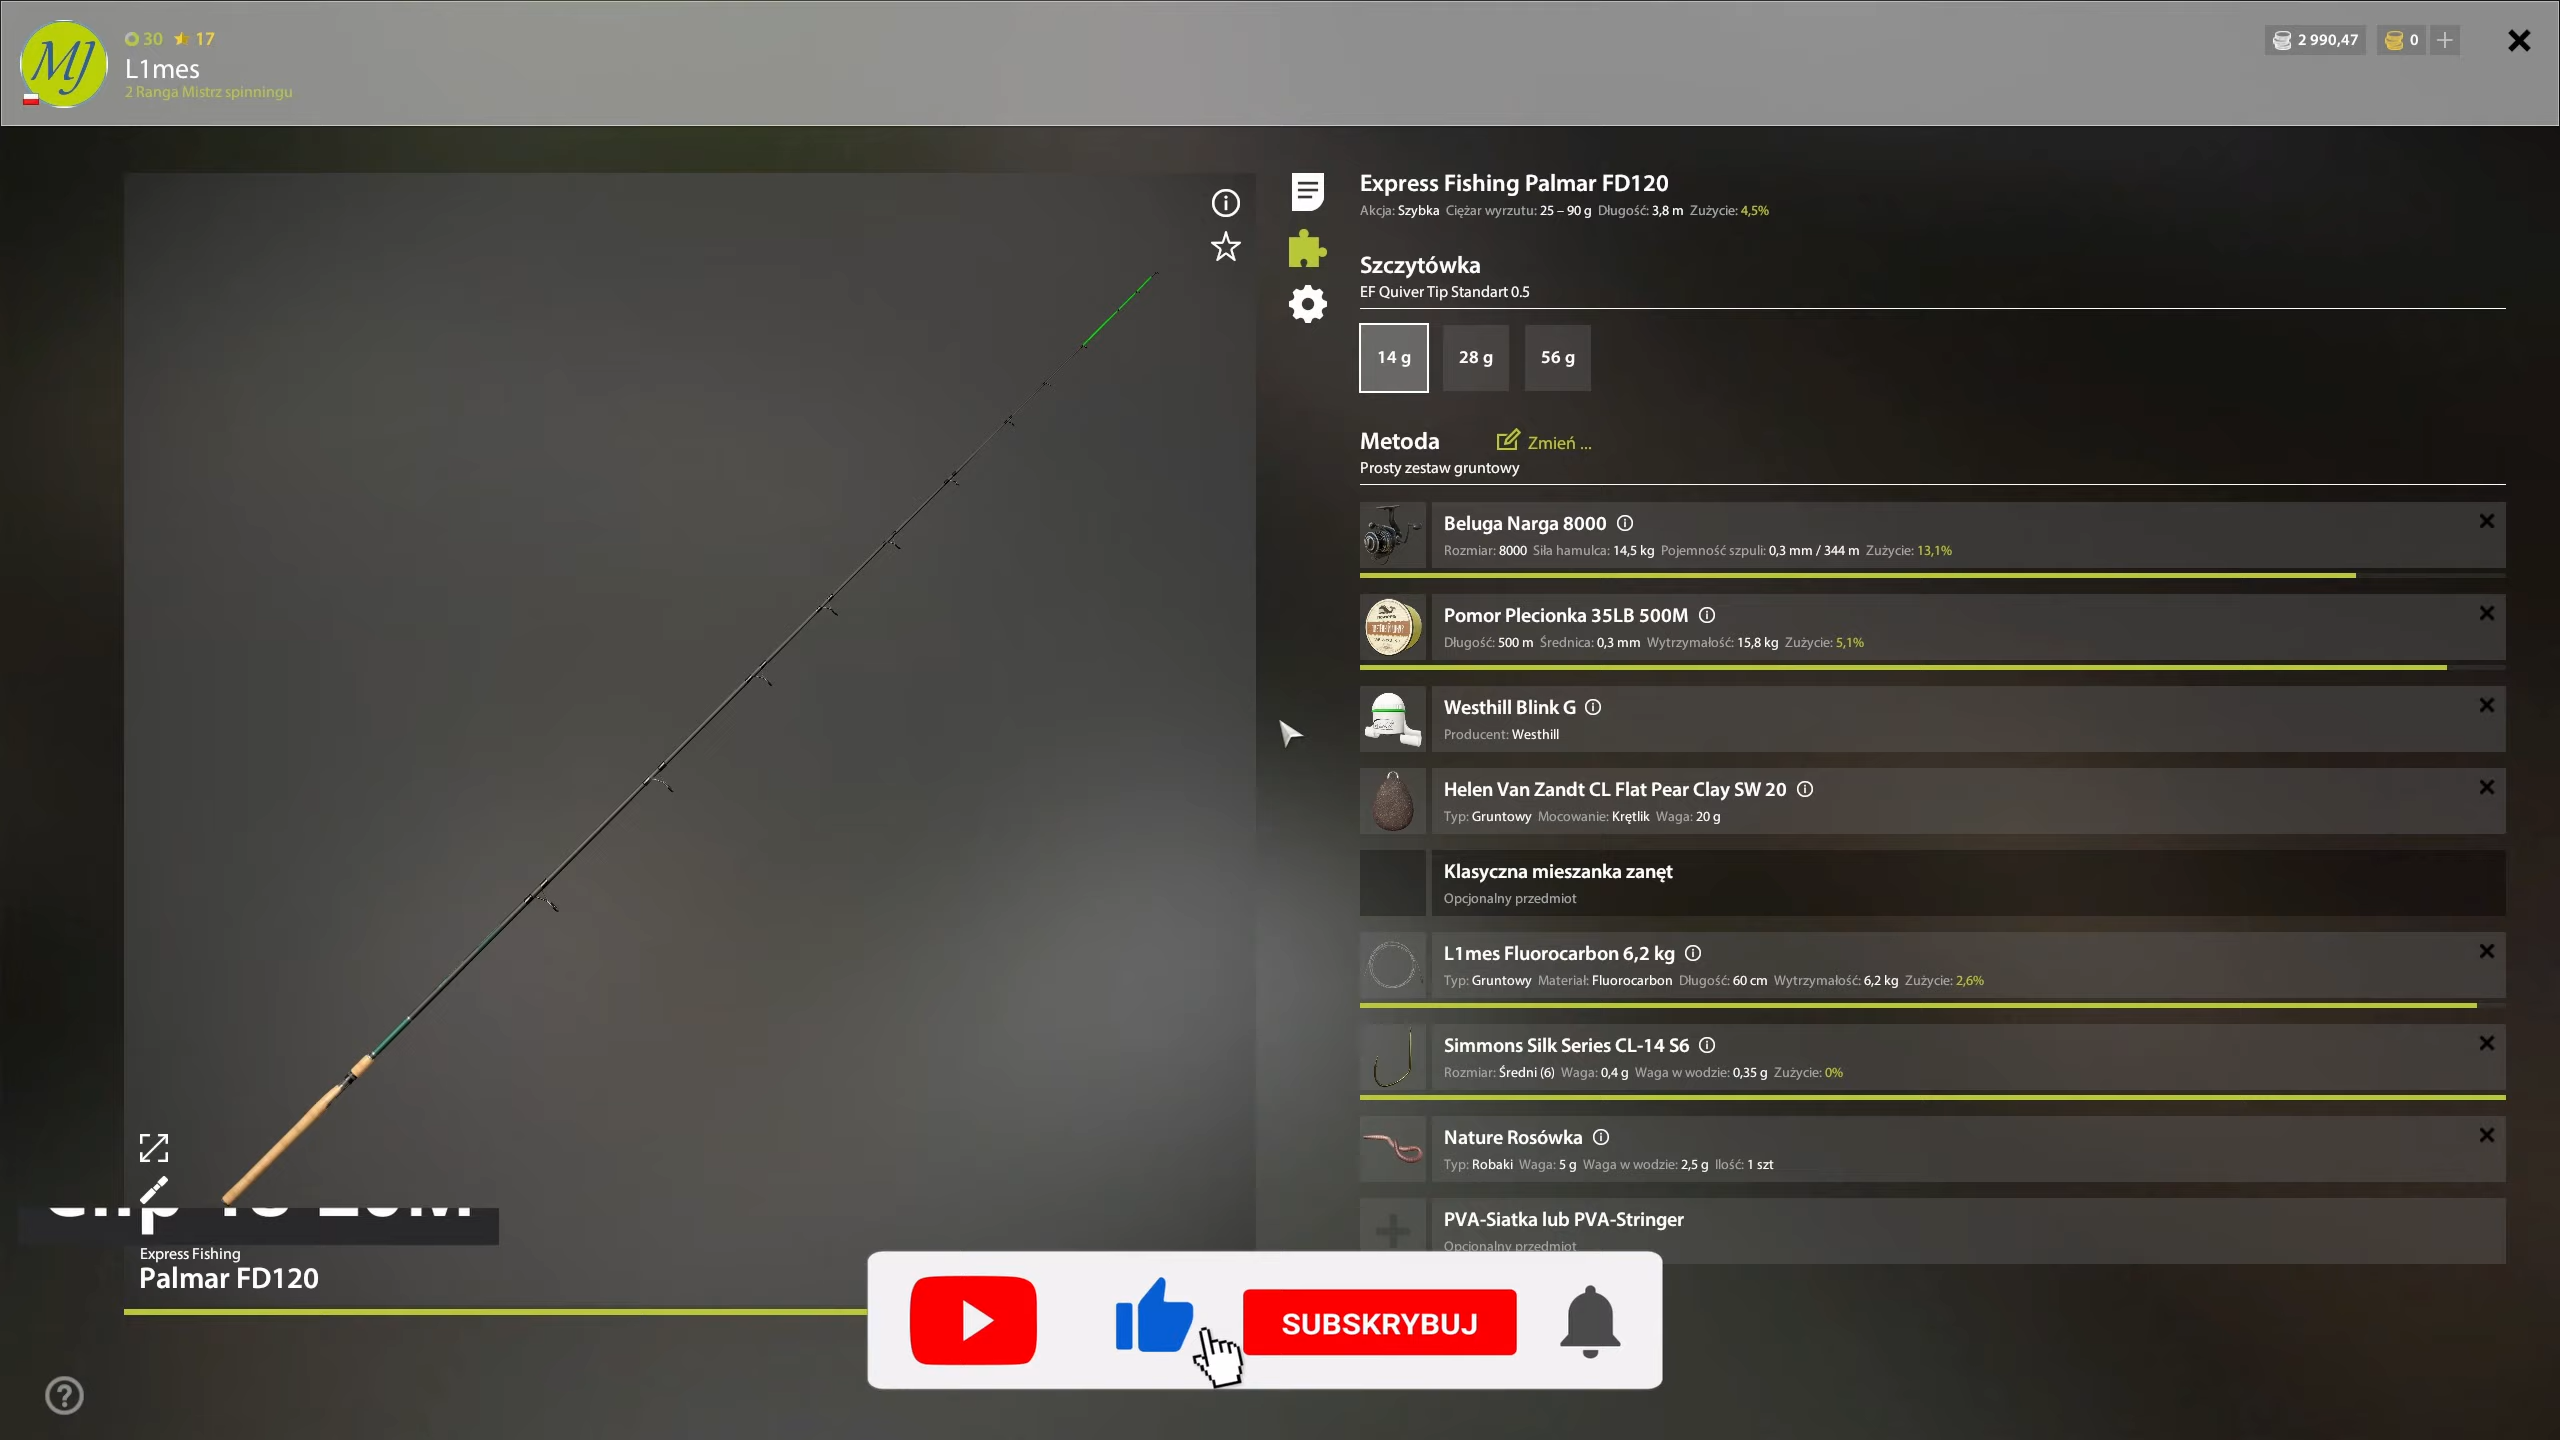 30 17
L1mes
2 Ranga Mistrz spinningu
2 990,47 0
Express Fishing Palmar FD120
Akcja: Szybka Ciężar wyrzutu: 25 – 90 g Długość: 3,8 m Zużycie: 4,5%
Szczytówka
EF Quiver Tip Standart 0.5
14 g 28 g 56 g
Metoda Zmień ...
Prosty zestaw gruntowy
Beluga Narga 8000
Rozmiar: 8000 Siła hamulca: 14,5 kg Pojemność szpuli: 0,3 mm / 344 m Zużycie: 13,1%
Pomor Plecionka 35LB 500M
Długość: 500 m Średnica: 0,3 mm Wytrzymałość: 15,8 kg Zużycie: 5,1%
Westhill Blink G
Producent: Westhill
Helen Van Zandt CL Flat Pear Clay SW 20
Typ: Gruntowy Mocowanie: Krętlik Waga: 20 g
Klasyczna mieszanka zanęt
Opcjonalny przedmiot
L1mes Fluorocarbon 6,2 kg
Typ: Gruntowy Materiał: Fluorocarbon Długość: 60 cm Wytrzymałość: 6,2 kg Zużycie: 2,6%
Simmons Silk Series CL-14 S6
Rozmiar: Średni (6) Waga: 0,4 g Waga w wodzie: 0,35 g Zużycie: 0%
Nature Rosówka
Typ: Robaki Waga: 5 g Waga w wodzie: 2,5 g Ilość: 1 szt
PVA-Siatka lub PVA-Stringer
Opcjonalny przedmiot
Express Fishing
Palmar FD120
SUBSKRYBUJ
MJ